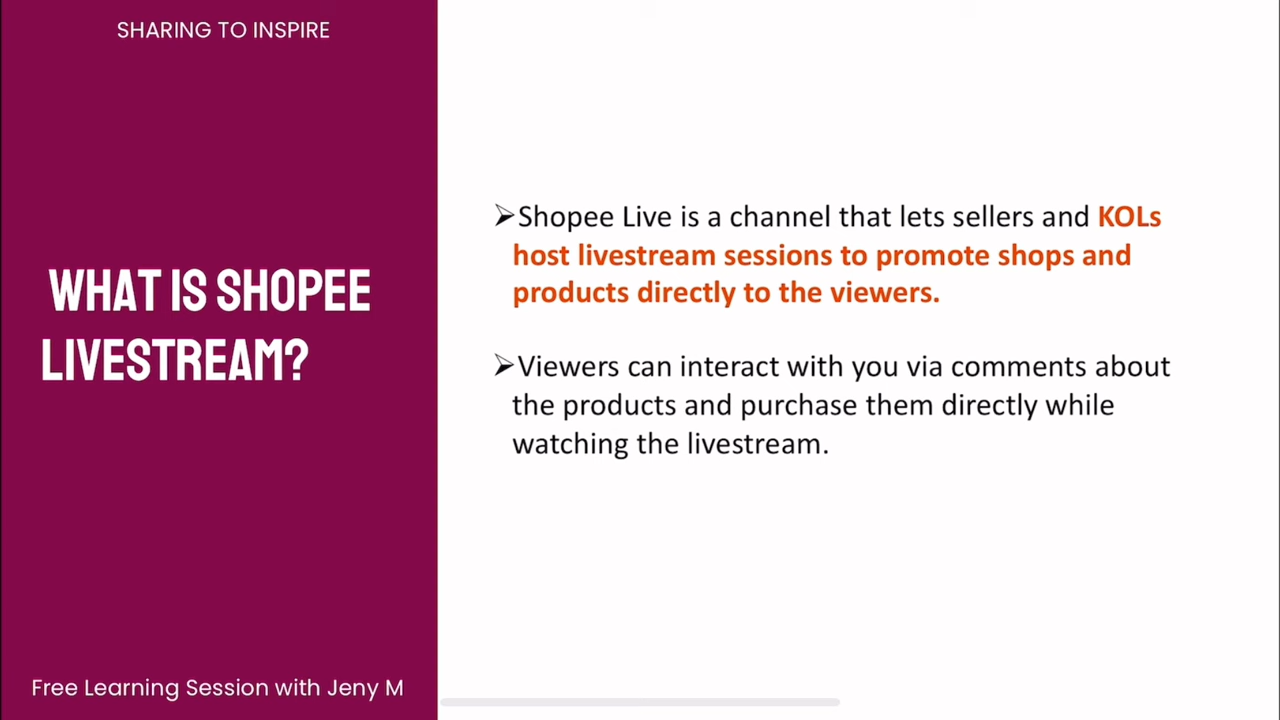 SHARING TO INSPIRE
WHAT IS SHOPEE
LIVESTREAM?
Free Learning Session with Jeny M
➢Shopee Live is a channel that lets sellers and KOLs
host livestream sessions to promote shops and
products directly to the viewers.
➢Viewers can interact with you via comments about
the products and purchase them directly while
watching the livestream.